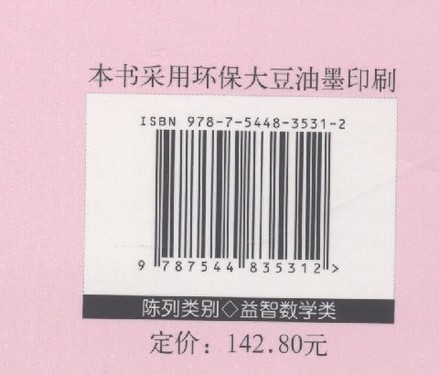 本书采用环保大豆油墨印刷
ISBN 978-7-5448-3531-2
9 787544 835312 >
陈列类别◇益智数学类
定价：142.80元